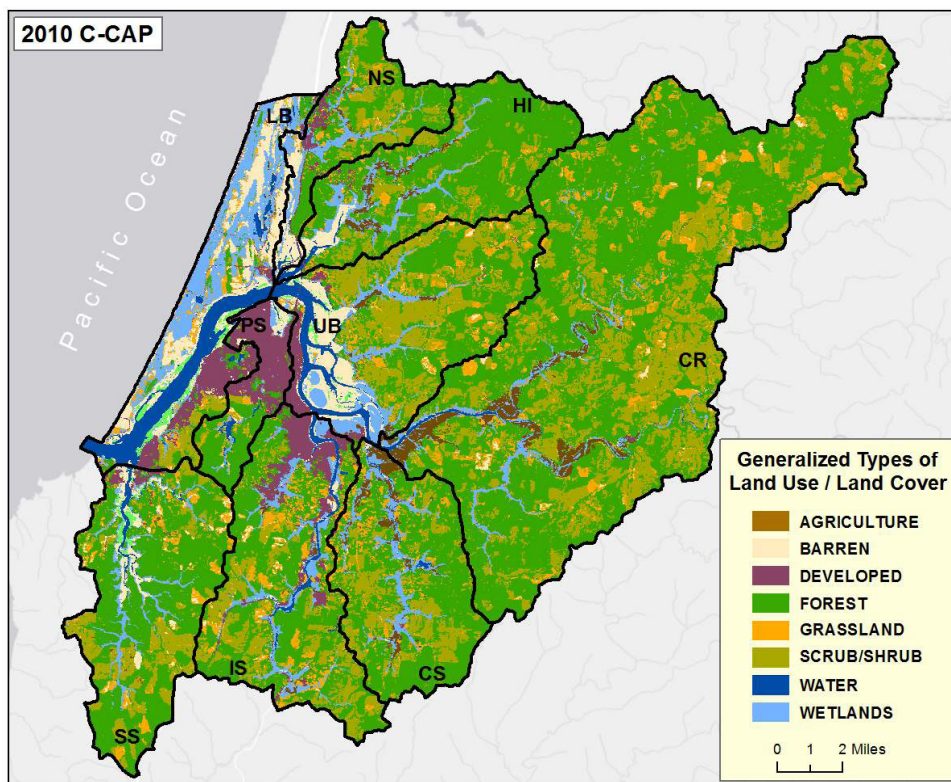 2010 C-CAP
Pacific Ocean
NS
LB
HI
PS
UB
CR
IS
CS
SS
Generalized Types of
Land Use / Land Cover
AGRICULTURE
BARREN
DEVELOPED
FOREST
GRASSLAND
SCRUB/SHRUB
WATER
WETLANDS
0 1 2 Miles